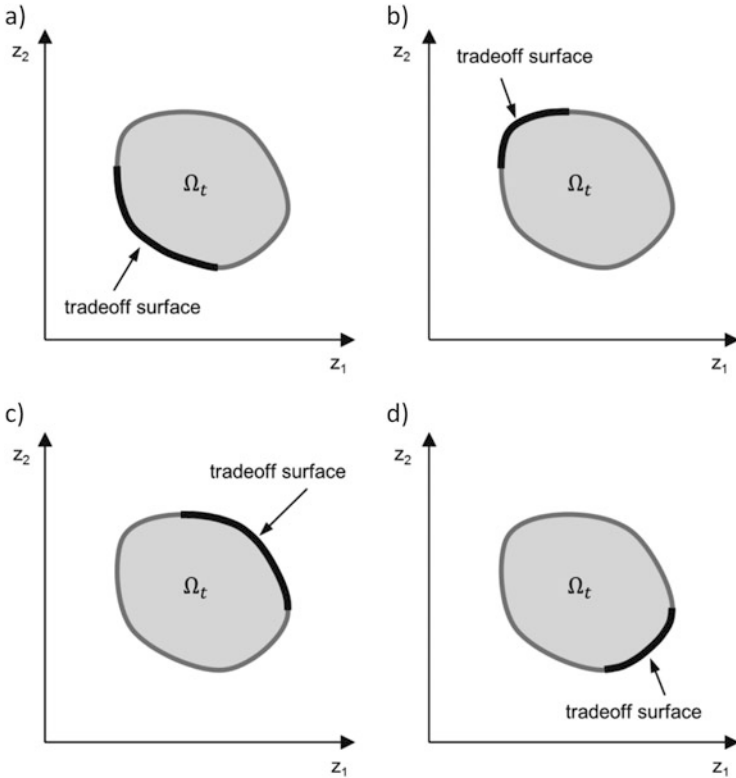 a)
z₂
Ωₜ
tradeoff surface
z₁
b)
z₂
tradeoff surface
Ωₜ
z₁
c)
z₂
tradeoff surface
Ωₜ
z₁
d)
z₂
Ωₜ
tradeoff surface
z₁